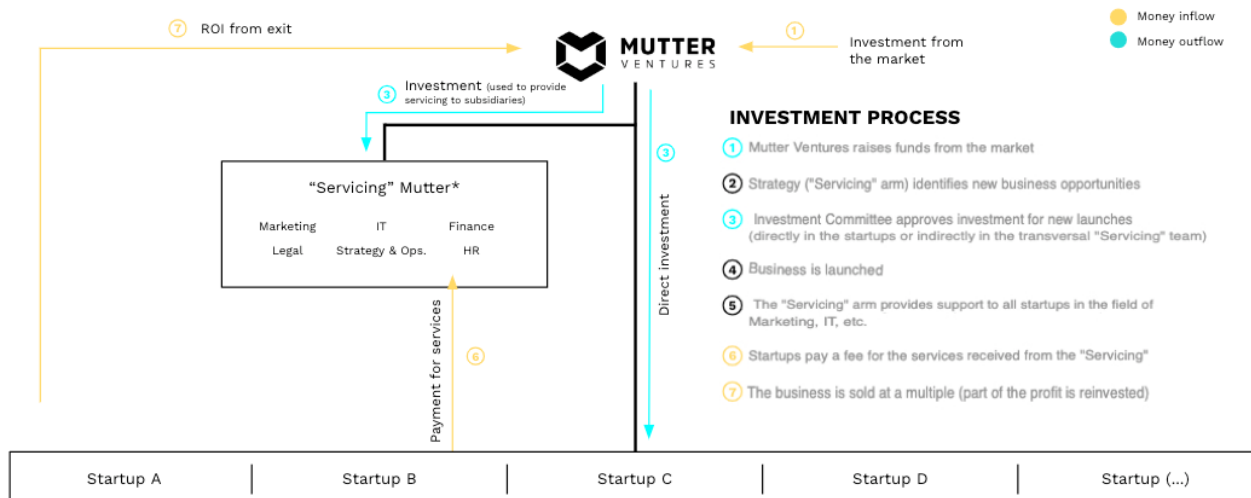 7 ROI from exit
MUTTER
VENTURES
1
Investment from
the market
Money inflow
Money outflow
3 Investment (used to provide
servicing to subsidiaries)
"Servicing" Mutter*
Marketing IT Finance
Legal Strategy & Ops. HR
Payment for services
6
3
Direct investment
INVESTMENT PROCESS
1 Mutter Ventures raises funds from the market
2 Strategy ("Servicing" arm) identifies new business opportunities
3 Investment Committee approves investment for new launches
(directly in the startups or indirectly in the transversal "Servicing" team)
4 Business is launched
5 The "Servicing" arm provides support to all startups in the field of
Marketing, IT, etc.
6 Startups pay a fee for the services received from the "Servicing"
7 The business is sold at a multiple (part of the profit is reinvested)
Startup A Startup B Startup C Startup D Startup (...)